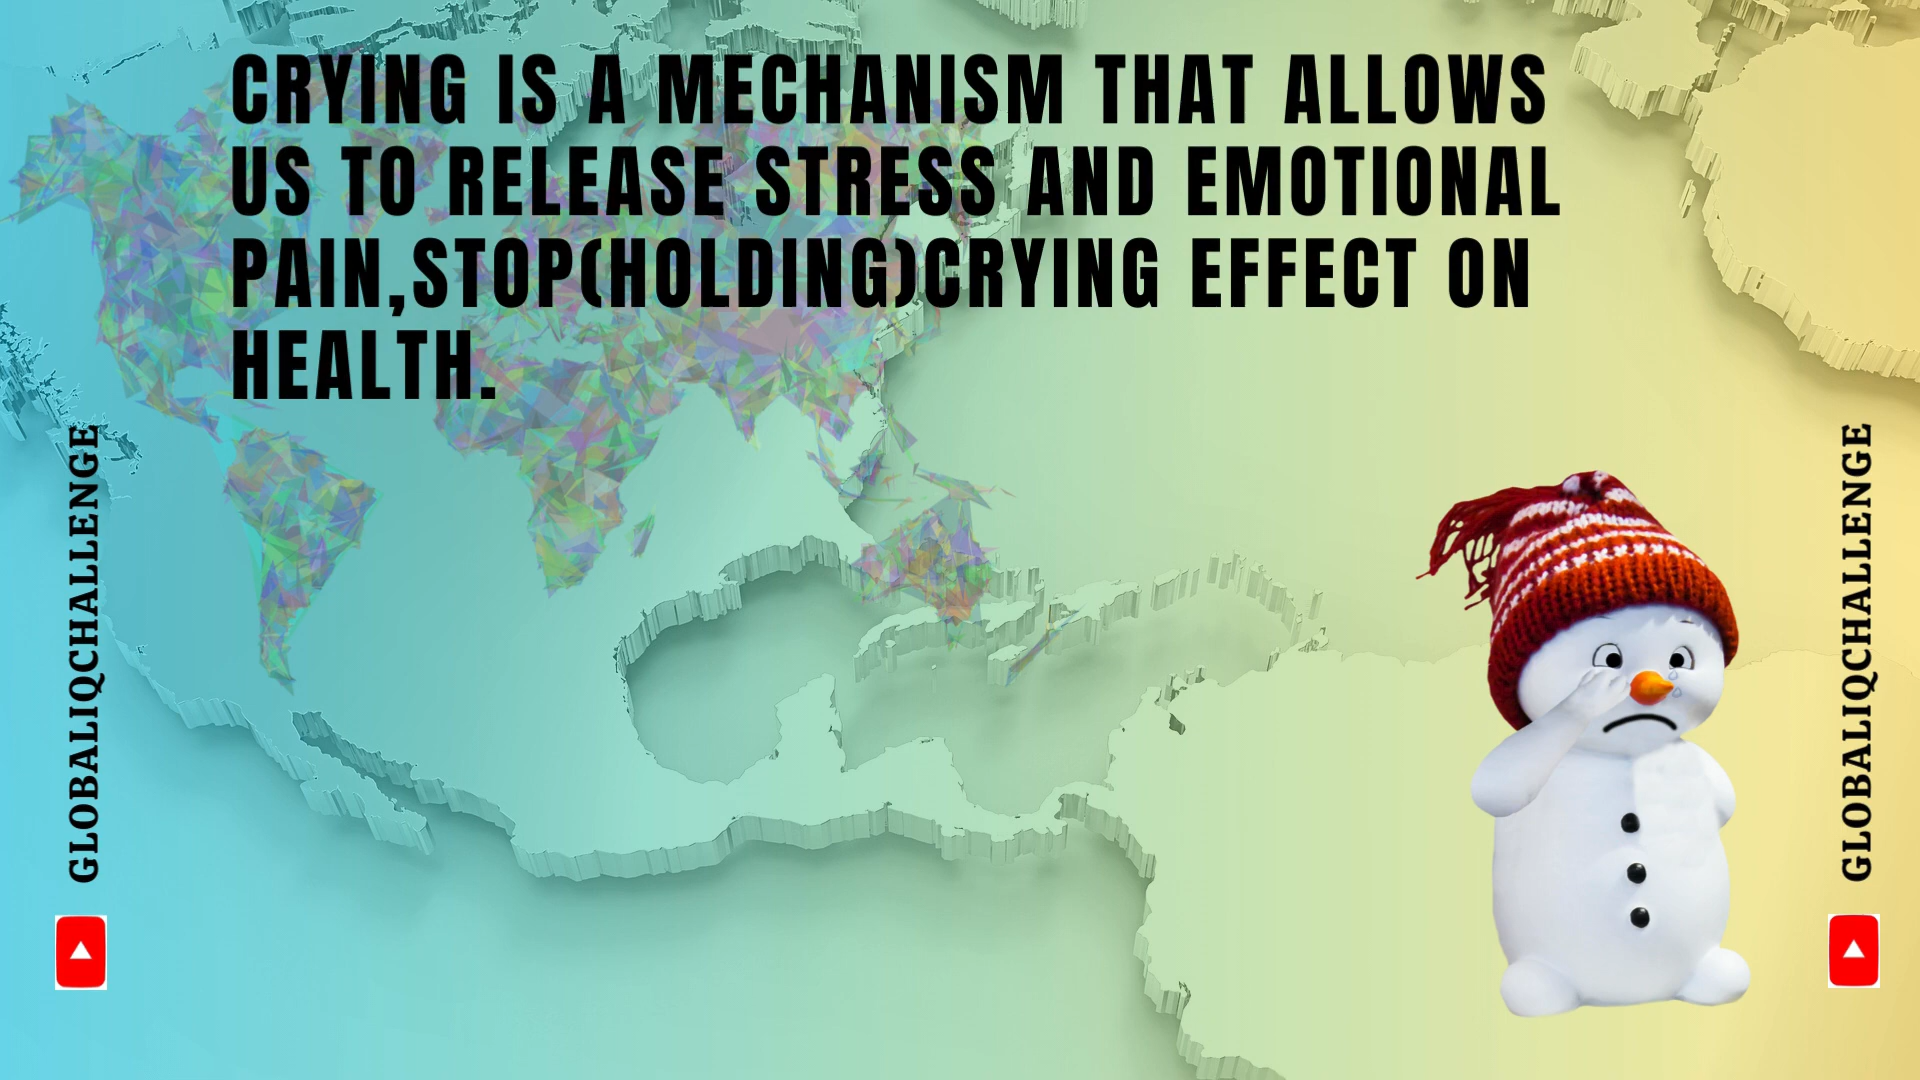 CRYING IS A MECHANISM THAT ALLOWS
US TO RELEASE STRESS AND EMOTIONAL
PAIN,STOP(HOLDING)CRYING EFFECT ON
HEALTH.
GLOBALIQCHALLENGE
GLOBALIQCHALLENGE